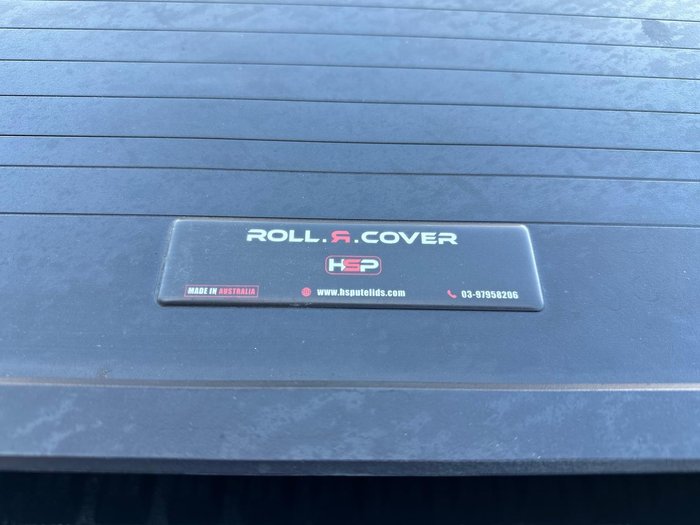 ROLL.R.COVER
HSP
MADE IN AUSTRALIA www.hsputelids.com 03-97958206